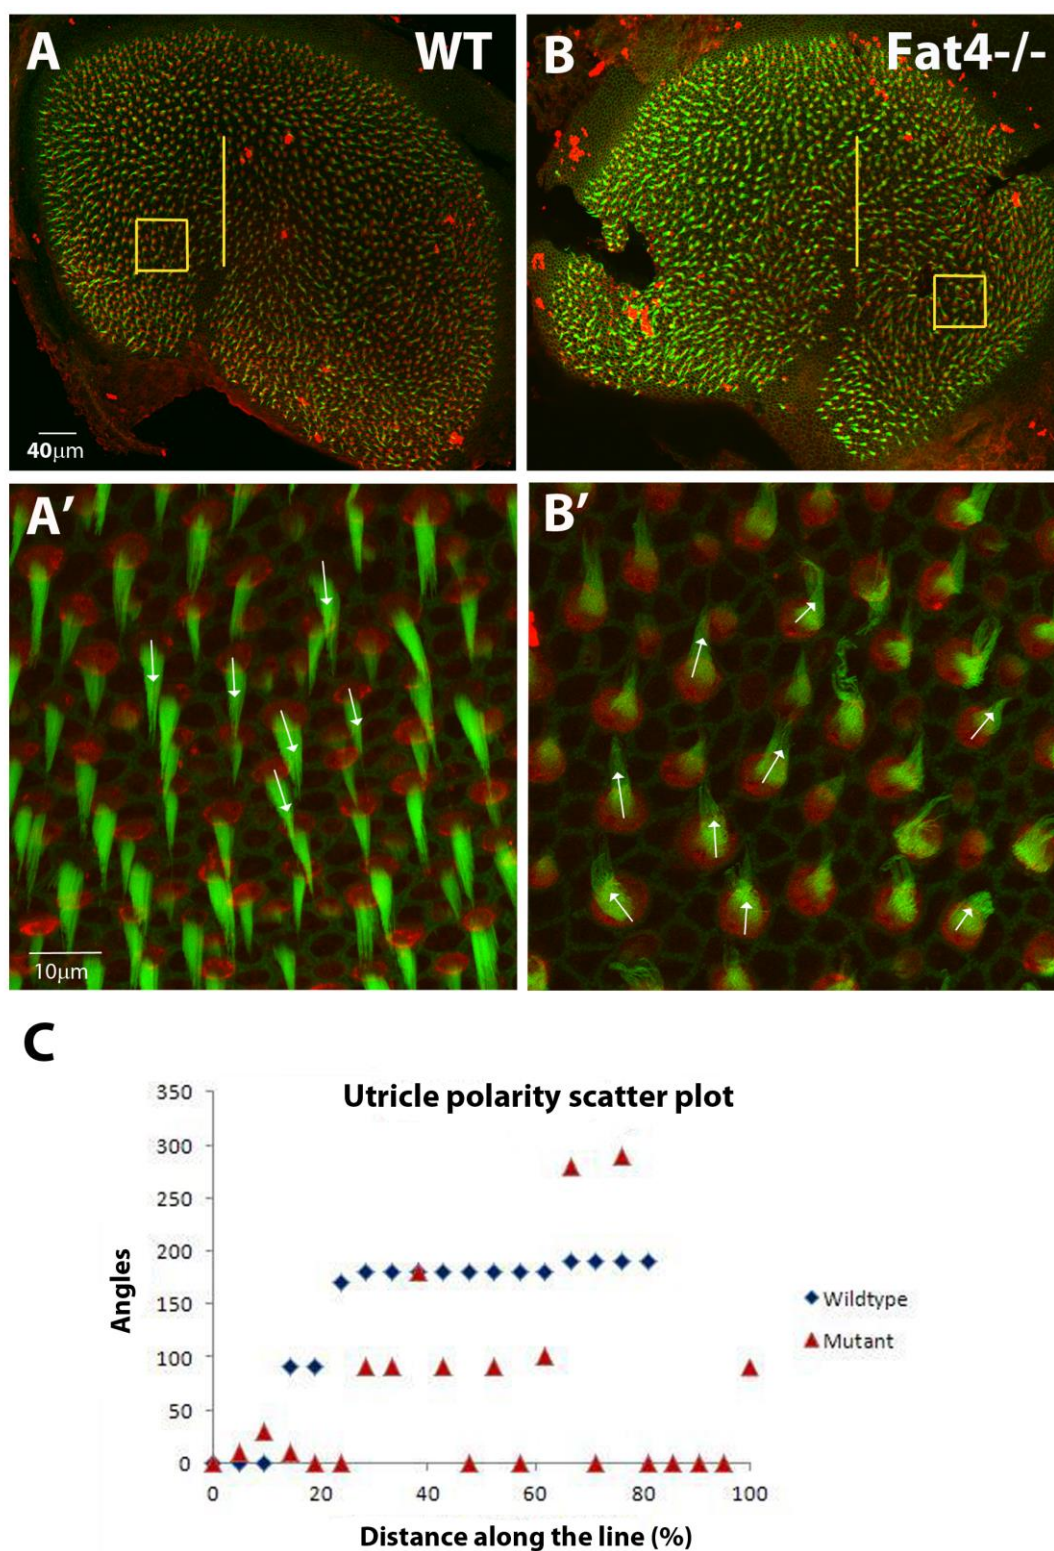 A WT
B Fat4-/-
40µm
A'
B'
10µm
C
Utricle polarity scatter plot
350
300
250
200
150
100
50
0
Angles
0 20 40 60 80 100
Distance along the line (%)
Wildtype
Mutant